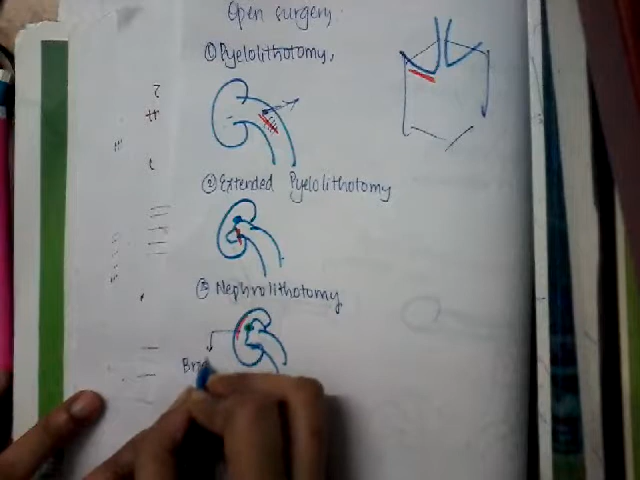 Open surgery.
① Pyelolithotomy,
② Extended Pyelolithotomy
③ Nephrolithotomy